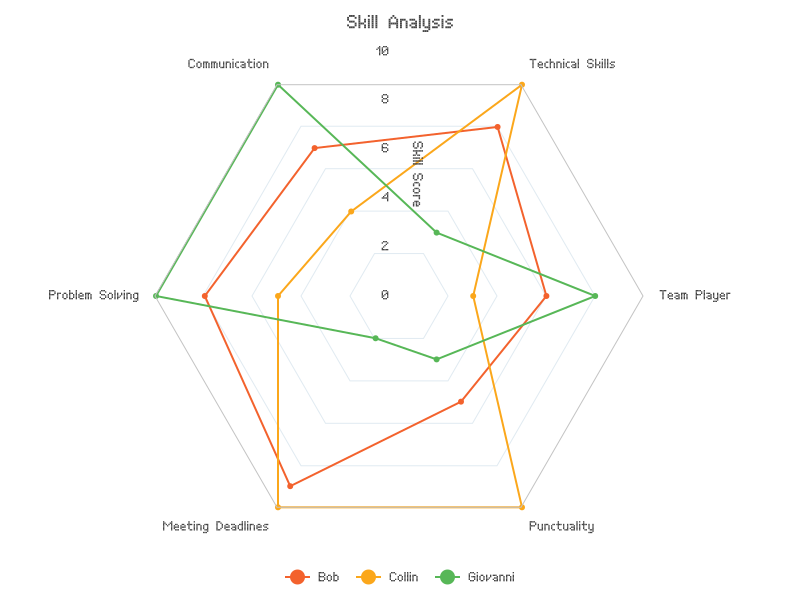 Skill Analysis
10
Communication
Technical Skills
8
6
Skill Score
4
2
Problem Solving
0
Team Player
Meeting Deadlines
Punctuality
Bob
Collin
Giovanni